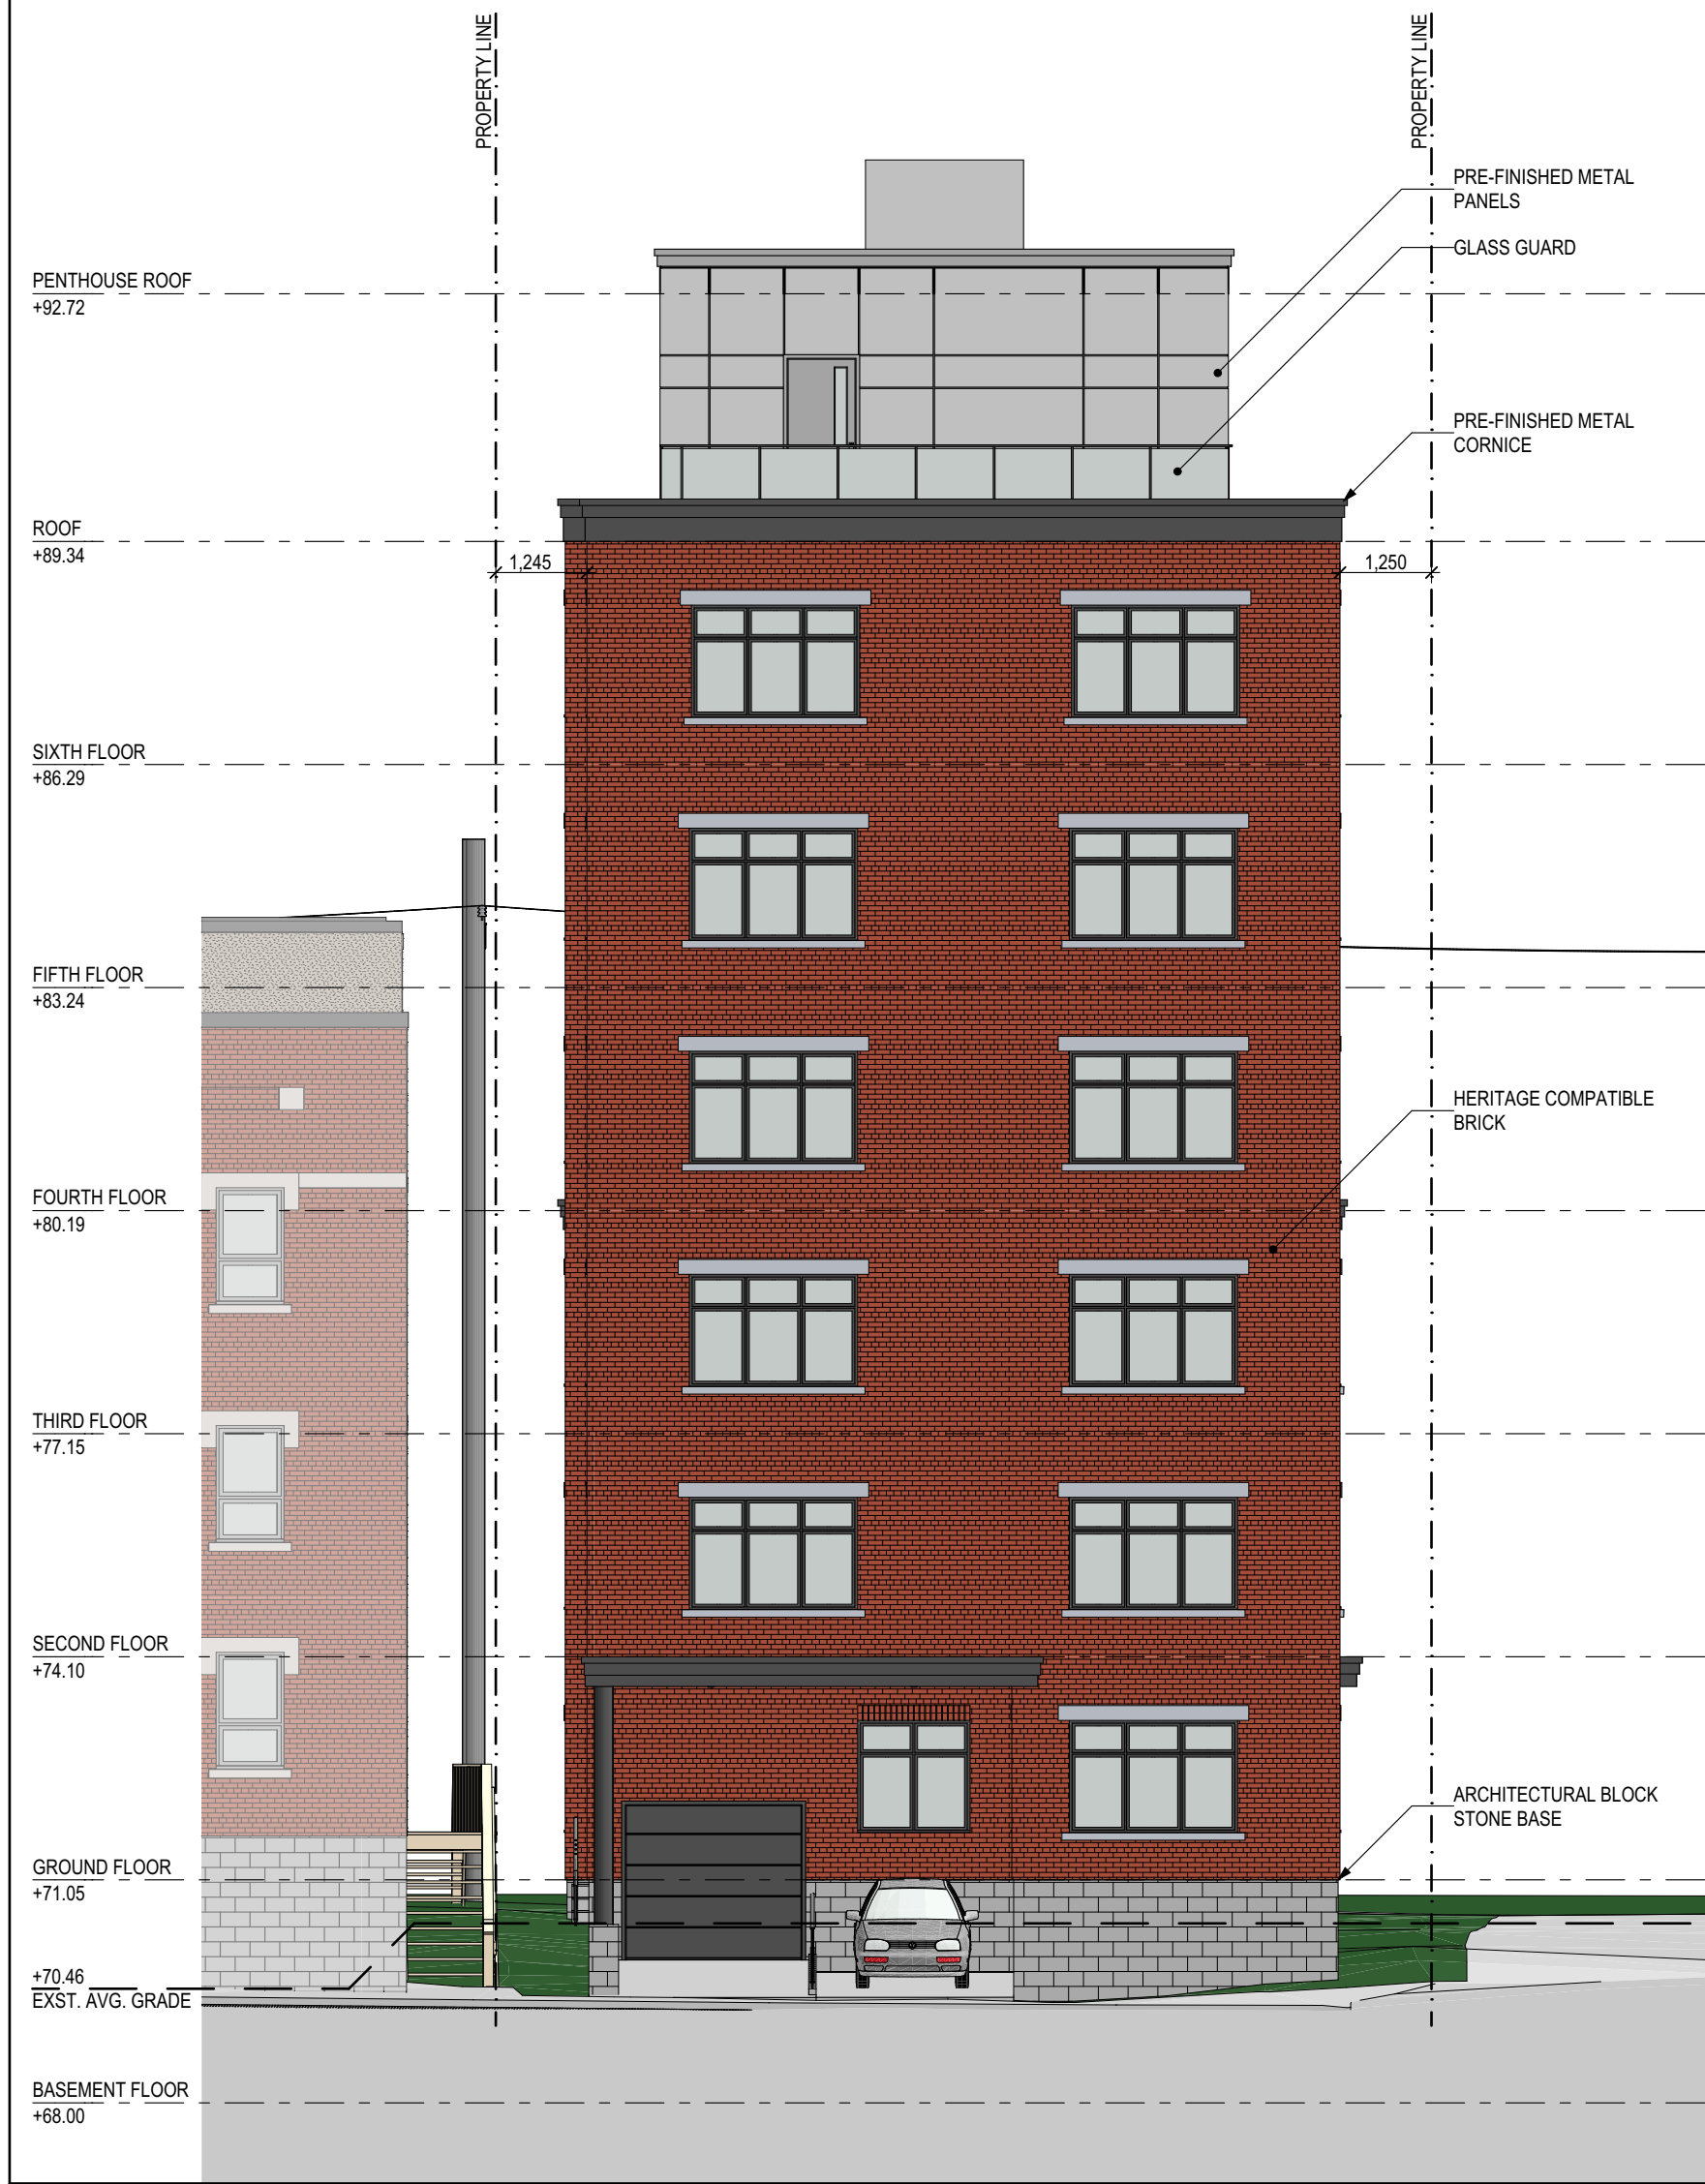 PROPERTY LINE
PROPERTY LINE
PRE-FINISHED METAL
PANELS
GLASS GUARD
PENTHOUSE ROOF
+92.72
PRE-FINISHED METAL
CORNICE
ROOF
+89.34
1,245
1,250
SIXTH FLOOR
+86.29
FIFTH FLOOR
+83.24
HERITAGE COMPATIBLE
BRICK
FOURTH FLOOR
+80.19
THIRD FLOOR
+77.15
SECOND FLOOR
+74.10
ARCHITECTURAL BLOCK
STONE BASE
GROUND FLOOR
+71.05
+70.46
EXST. AVG. GRADE
BASEMENT FLOOR
+68.00